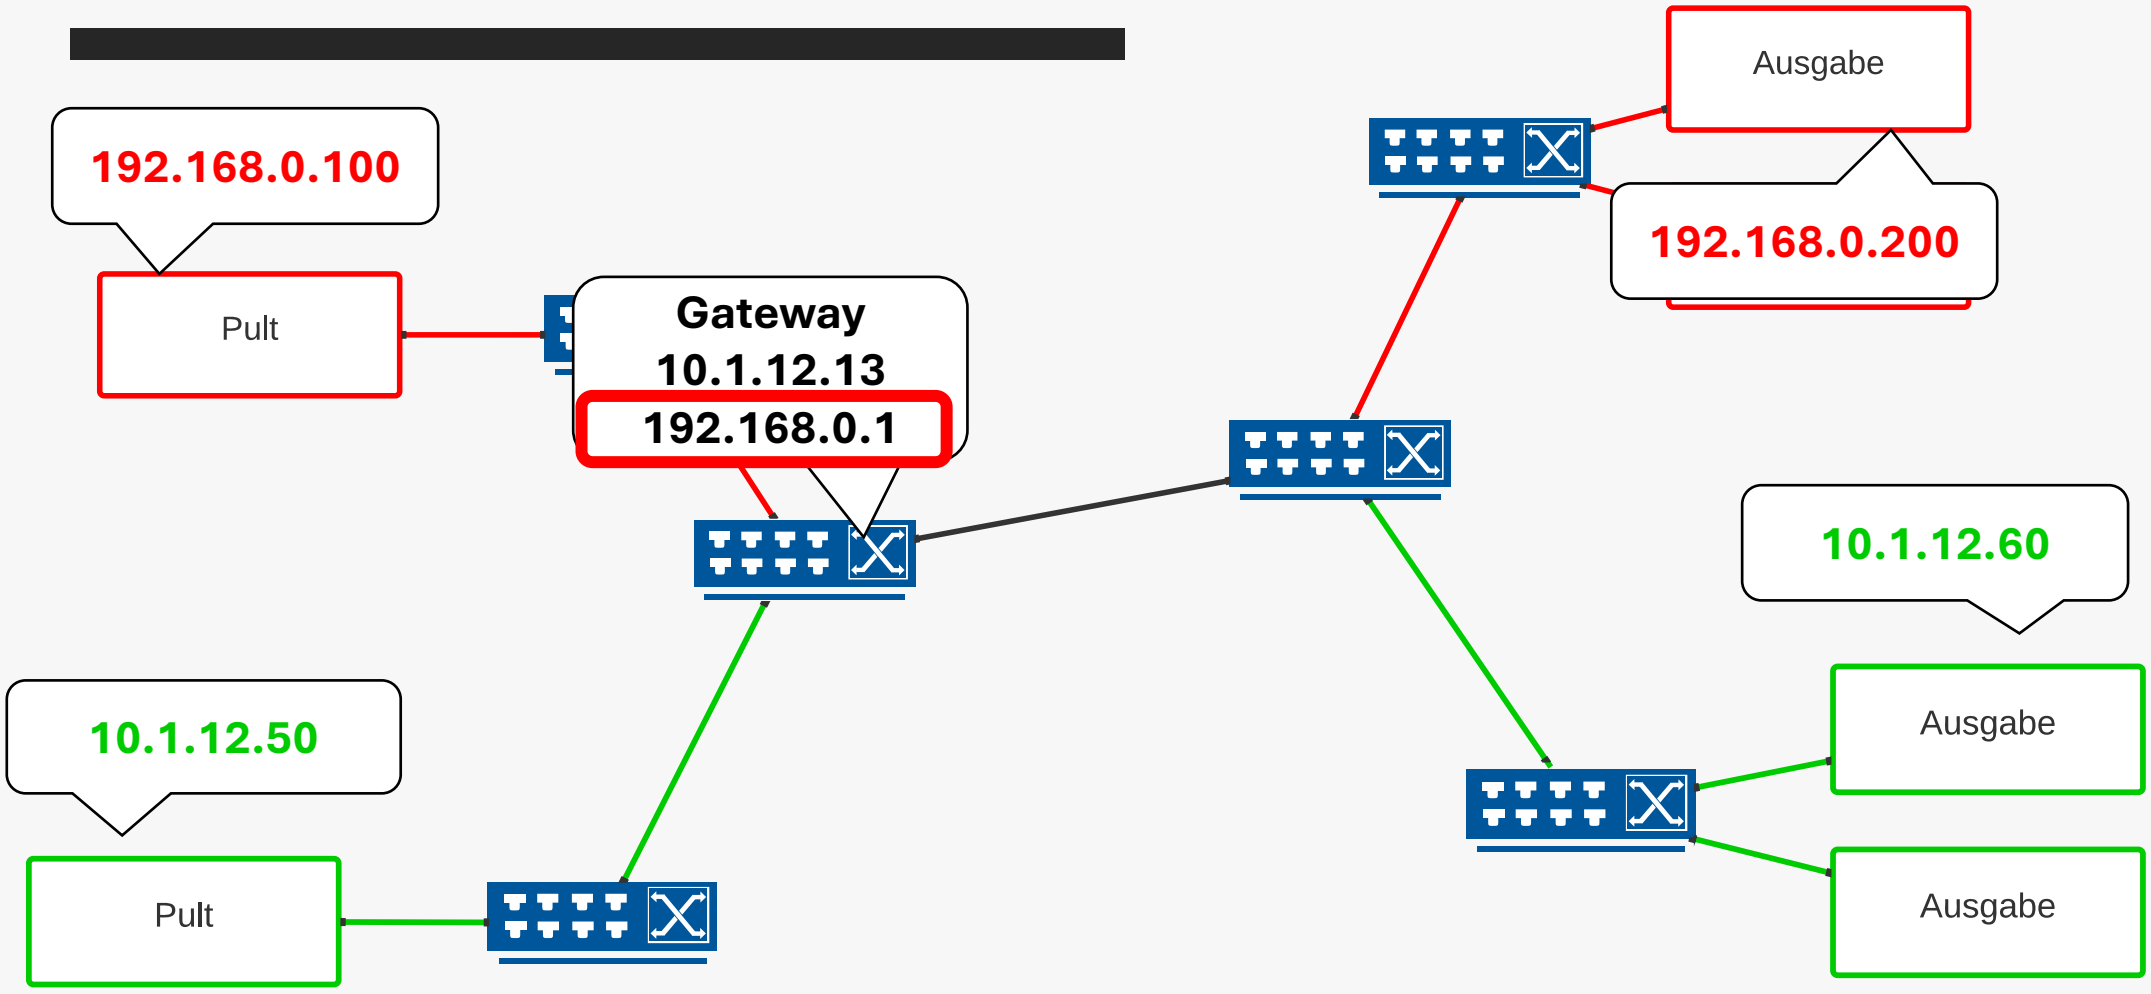 Ausgabe
192.168.0.100
192.168.0.200
Pult
Gateway
10.1.12.13
192.168.0.1
10.1.12.60
10.1.12.50
Ausgabe
Pult
Ausgabe